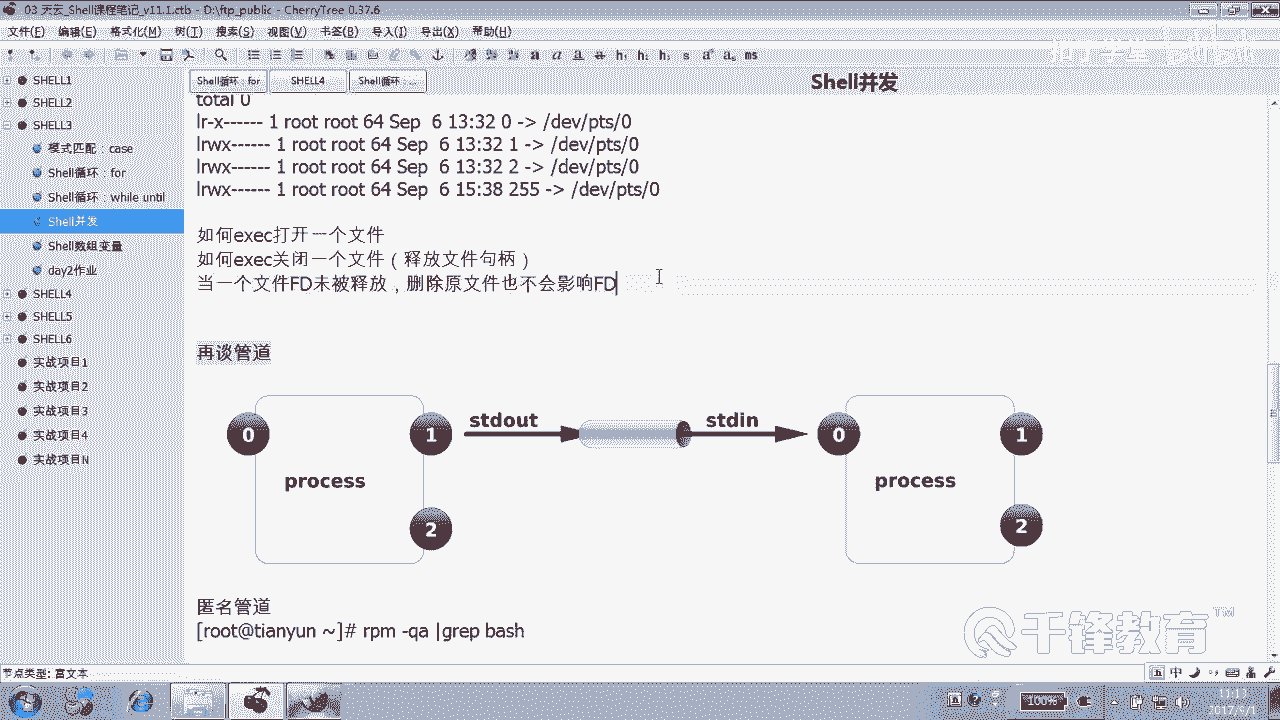 03 天云_Shell课程笔记_v11.1.ctb - D:\ftp_public - CherryTree 0.37.6
文件(F) 编辑(E) 格式化(M) 树(T) 搜索(S) 视图(V) 书签(B) 导入(I) 导出(X) 帮助(H)
SHELL1
SHELL2
SHELL3
模式匹配：case
Shell循环：for
Shell循环：while until
Shell并发
Shell数组变量
day2作业
SHELL4
SHELL5
SHELL6
实战项目1
实战项目2
实战项目3
实战项目4
实战项目N
Shell循环：for
SHELL4
Shell循环：...
Shell并发
total 0
lr-x------ 1 root root 64 Sep 6 13:32 0 -> /dev/pts/0
lrwx------ 1 root root 64 Sep 6 13:32 1 -> /dev/pts/0
lrwx------ 1 root root 64 Sep 6 13:32 2 -> /dev/pts/0
lrwx------ 1 root root 64 Sep 6 15:38 255 -> /dev/pts/0
如何exec打开一个文件
如何exec关闭一个文件（释放文件句柄）
当一个文件FD未被释放，删除原文件也不会影响FD
再谈管道
0
1
2
process
stdout
stdin
0
1
2
process
匿名管道
[root@tianyun ~]# rpm -qa |grep bash
千锋教育™
节点类型: 富文本
中
100%
11:13
2017/9/1